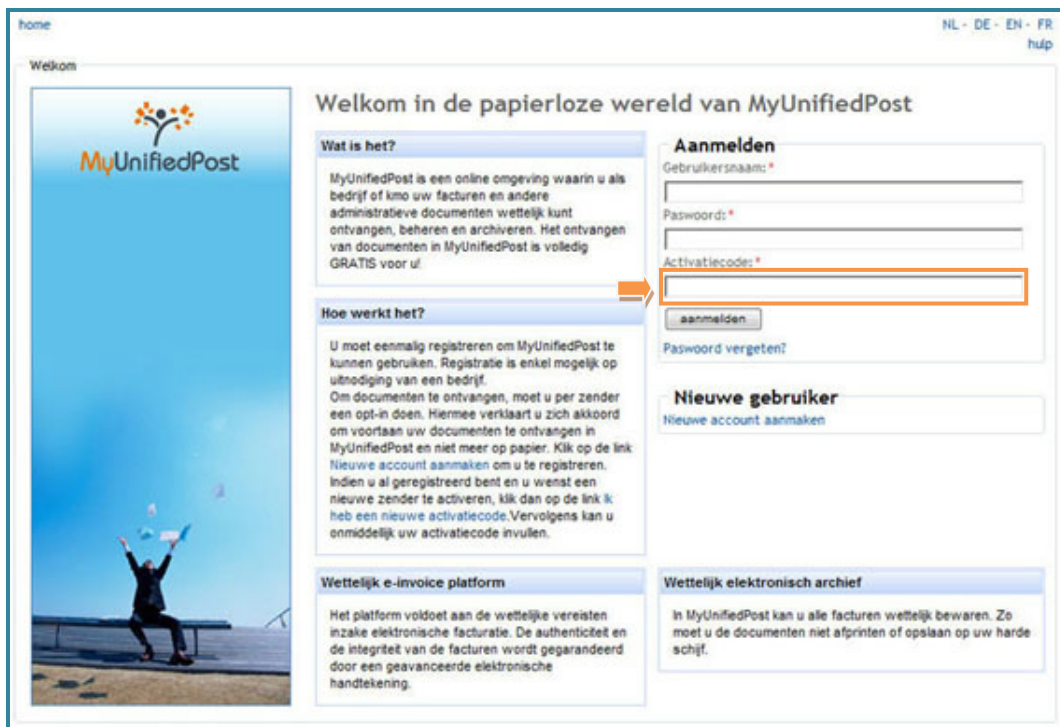 home
NL - DE - EN - FR
hulp
Welkom
MyUnifiedPost
Welkom in de papierloze wereld van MyUnifiedPost
Wat is het?
MyUnifiedPost is een online omgeving waarin u als
bedrijf of kmo uw facturen en andere
administratieve documenten wettelijk kunt
ontvangen, beheren en archiveren. Het ontvangen
van documenten in MyUnifiedPost is volledig
GRATIS voor u!
Hoe werkt het?
U moet eenmalig registreren om MyUnifiedPost te
kunnen gebruiken. Registratie is enkel mogelijk op
uitnodiging van een bedrijf.
Om documenten te ontvangen, moet u per zender
een opt-in doen. Hiermee verklaart u zich akkoord
om voortaan uw documenten te ontvangen in
MyUnifiedPost en niet meer op papier. Klik op de link
Nieuwe account aanmaken om u te registreren.
Indien u al geregistreerd bent en u wenst een
nieuwe zender te activeren, klik dan op de link Ik
heb een nieuwe activatiecode.Vervolgens kan u
onmiddellijk uw activatiecode invullen.
Aanmelden
Gebruikersnaam:*
Paswoord:*
Activatiecode:*
aanmelden
Paswoord vergeten?
Nieuwe gebruiker
Nieuwe account aanmaken
Wettelijk e-invoice platform
Het platform voldoet aan de wettelijke vereisten
inzake elektronische facturatie. De authenticiteit en
de integriteit van de facturen wordt gegarandeerd
door een geavanceerde elektronische
handtekening.
Wettelijk elektronisch archief
In MyUnifiedPost kan u alle facturen wettelijk bewaren. Zo
moet u de documenten niet afprinten of opslaan op uw harde
schijf.